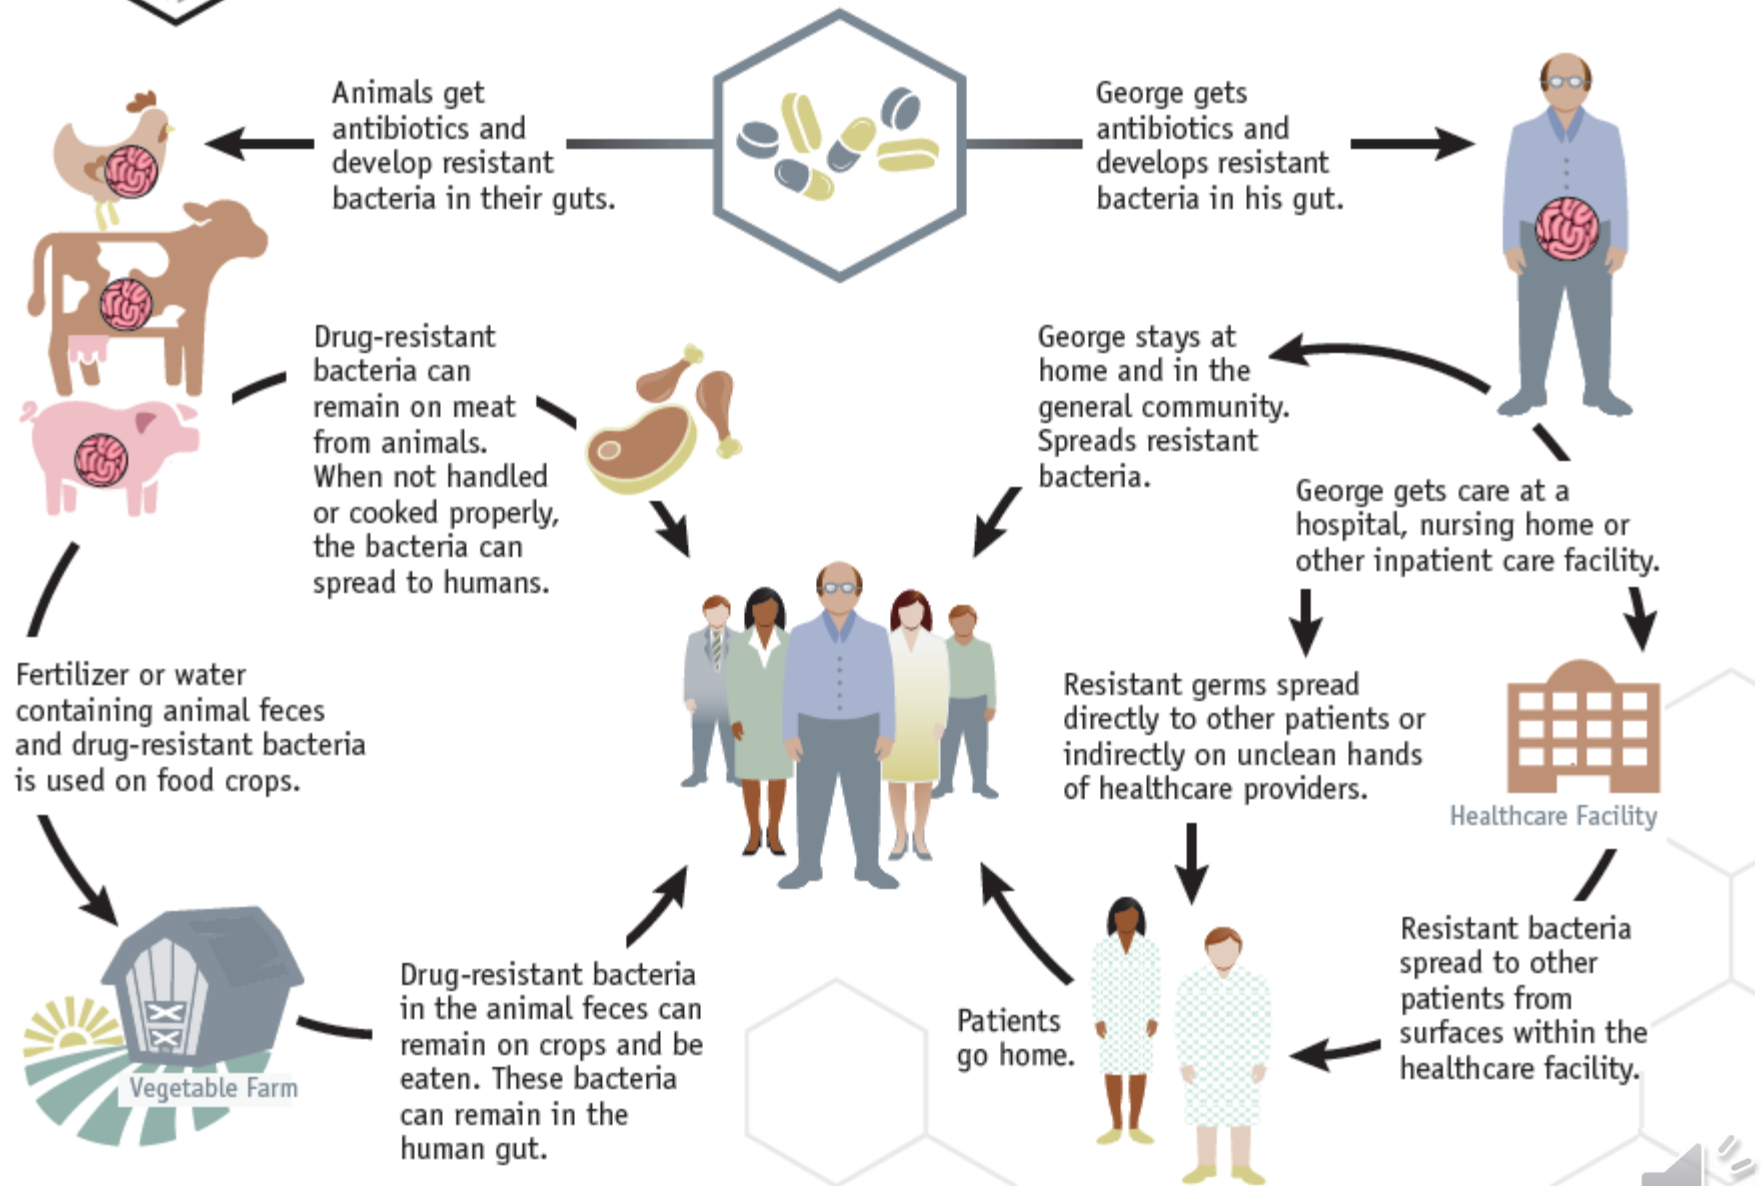 Animals get
antibiotics and
develop resistant
bacteria in their guts.
George gets
antibiotics and
develops resistant
bacteria in his gut.
Drug-resistant
bacteria can
remain on meat
from animals.
When not handled
or cooked properly,
the bacteria can
spread to humans.
George stays at
home and in the
general community.
Spreads resistant
bacteria.
George gets care at a
hospital, nursing home or
other inpatient care facility.
Fertilizer or water
containing animal feces
and drug-resistant bacteria
is used on food crops.
Resistant germs spread
directly to other patients or
indirectly on unclean hands
of healthcare providers.
Healthcare Facility
Vegetable Farm
Drug-resistant bacteria
in the animal feces can
remain on crops and be
eaten. These bacteria
can remain in the
human gut.
Patients
go home.
Resistant bacteria
spread to other
patients from
surfaces within the
healthcare facility.